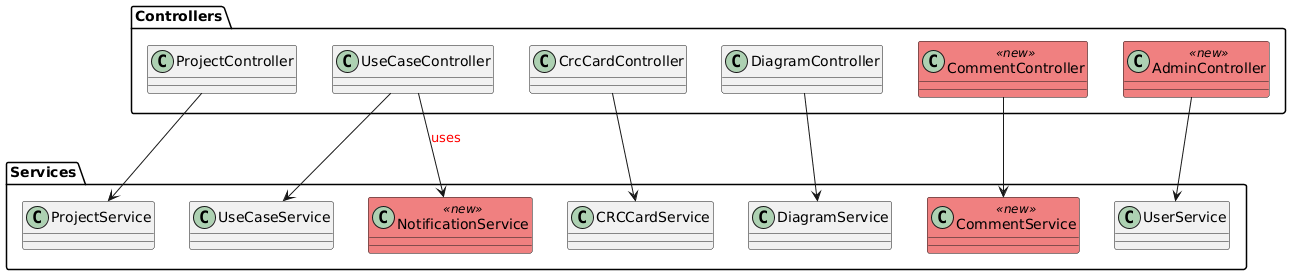 Controllers
C ProjectController
C UseCaseController
C CrcCardController
C DiagramController
C «new» CommentController
C «new» AdminController
uses
Services
C ProjectService
C UseCaseService
C «new» NotificationService
C CRCCardService
C DiagramService
C «new» CommentService
C UserService